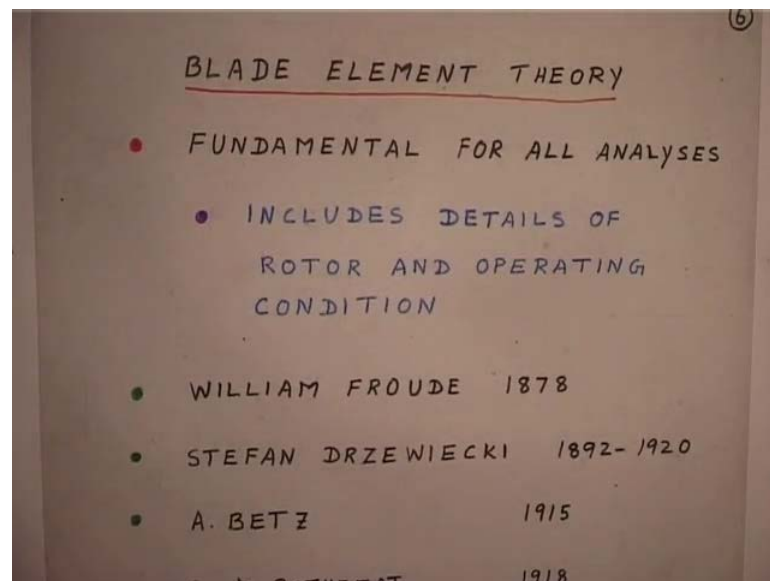 6
BLADE ELEMENT THEORY
FUNDAMENTAL FOR ALL ANALYSES
INCLUDES DETAILS OF
ROTOR AND OPERATING
CONDITION
WILLIAM FROUDE 1878
STEFAN DRZEWIECKI 1892-1920
A. BETZ 1915
1918